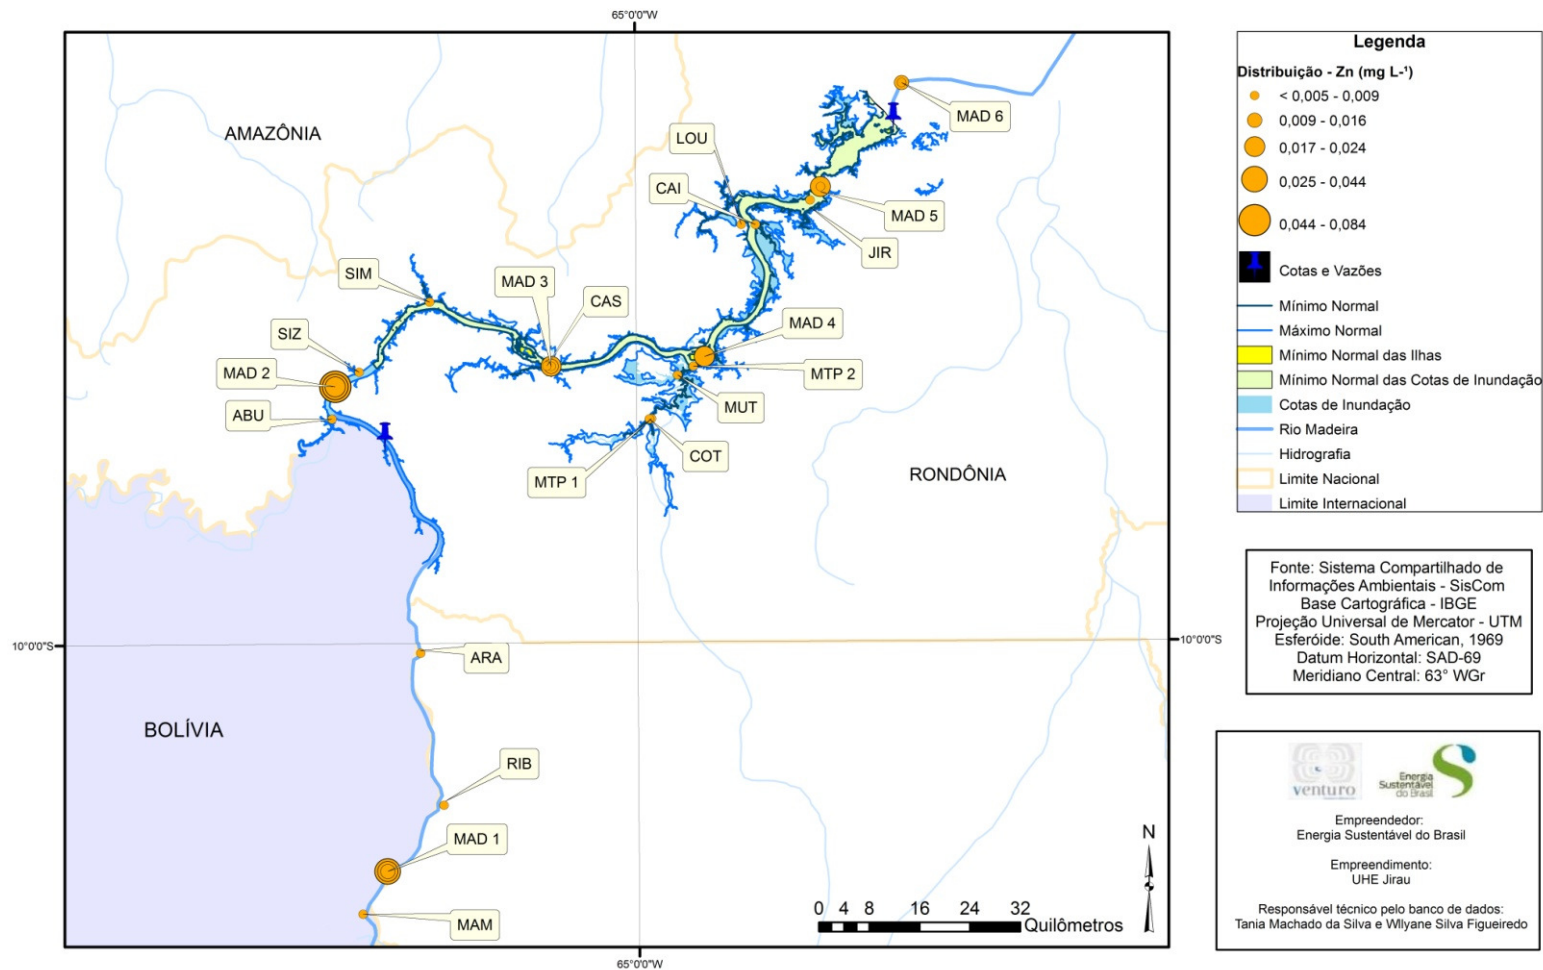 65°0'0"W
AMAZÔNIA
LOU
MAD 6
CAI
MAD 5
JIR
SIM
MAD 3
CAS
SIZ
MAD 4
MAD 2
MTP 2
ABU
MUT
COT
MTP 1
RONDÔNIA
10°0'0"S
10°0'0"S
ARA
BOLÍVIA
RIB
MAD 1
MAM
N
0 4 8 16 24 32
Quilômetros
65°0'0"W
Legenda
Distribuição - Zn (mg L-¹)
< 0,005 - 0,009
0,009 - 0,016
0,017 - 0,024
0,025 - 0,044
0,044 - 0,084
Cotas e Vazões
Mínimo Normal
Máximo Normal
Mínimo Normal das Ilhas
Mínimo Normal das Cotas de Inundação
Cotas de Inundação
Rio Madeira
Hidrografia
Limite Nacional
Limite Internacional
Fonte: Sistema Compartilhado de
Informações Ambientais - SisCom
Base Cartográfica - IBGE
Projeção Universal de Mercator - UTM
Esferóide: South American, 1969
Datum Horizontal: SAD-69
Meridiano Central: 63° WGr
venturo
Energia
Sustentável
do Brasil
Empreendedor:
Energia Sustentável do Brasil
Empreendimento:
UHE Jirau
Responsável técnico pelo banco de dados:
Tania Machado da Silva e Wllyane Silva Figueiredo